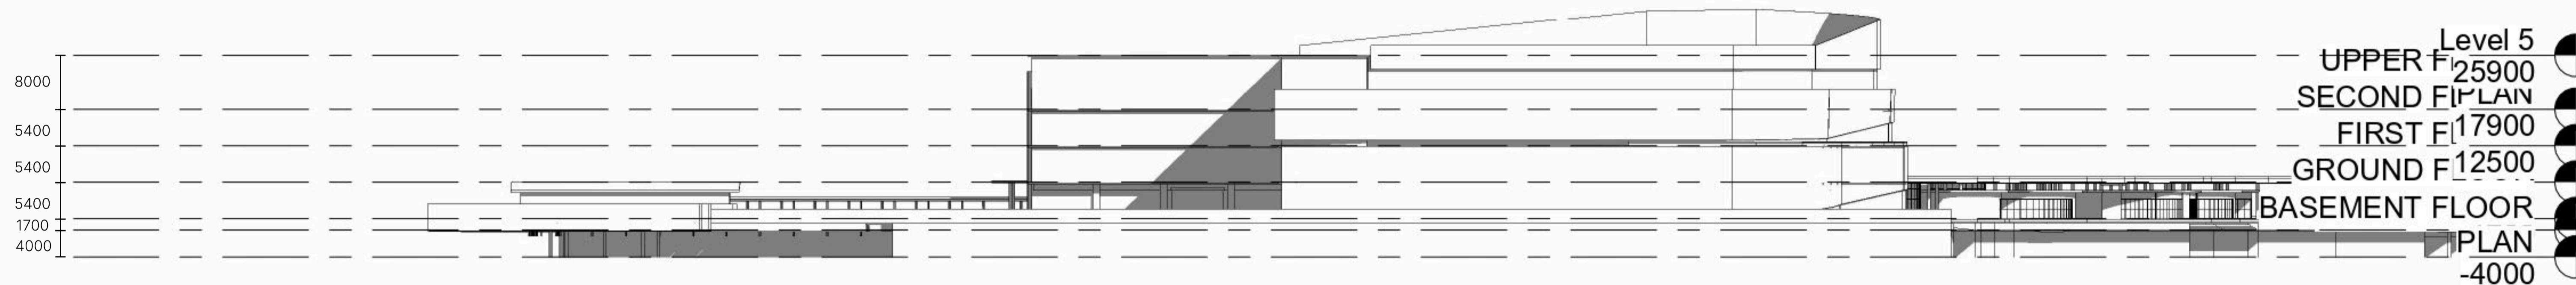 8000
5400
5400
5400
1700
4000
Level 5
UPPER
25900
SECOND
PLAN
FIRST
17900
GROUND
12500
BASEMENT FLOOR
PLAN
-4000